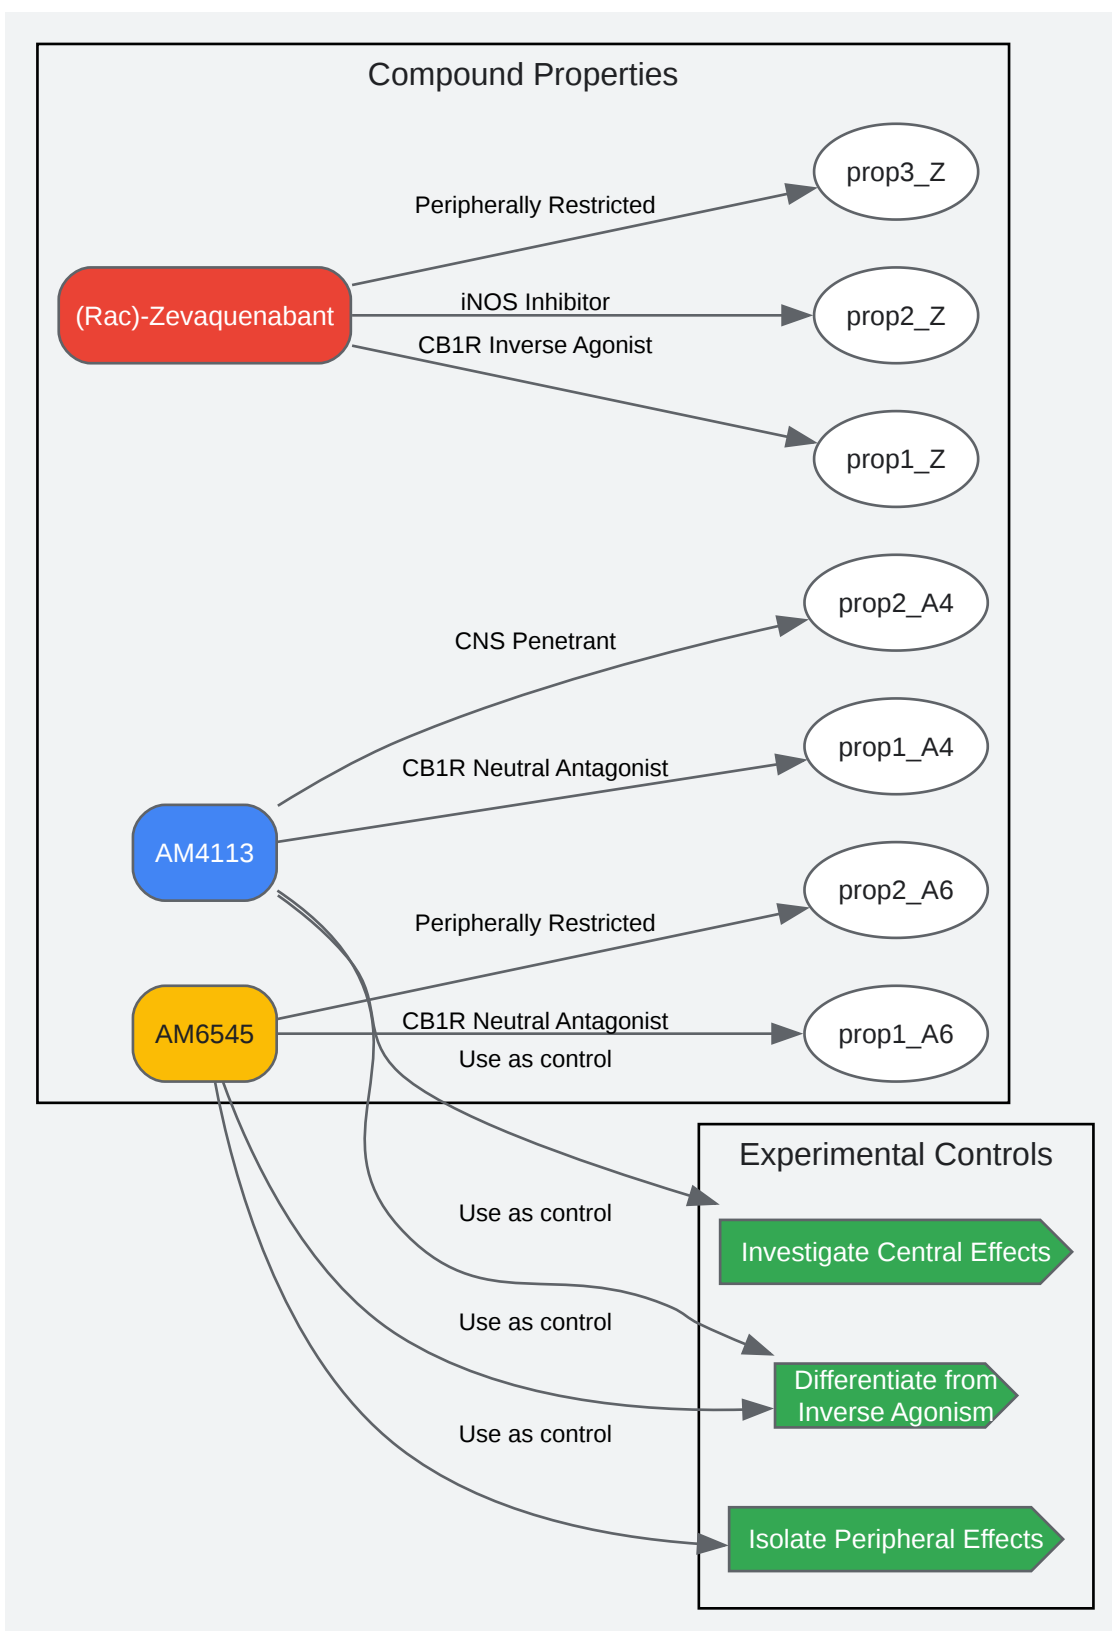 Compound Properties
prop3_Z
Peripherally Restricted
(Rac)-Zevaquenabant
iNOS Inhibitor
prop2_Z
CB1R Inverse Agonist
prop1_Z
prop2_A4
CNS Penetrant
prop1_A4
CB1R Neutral Antagonist
AM4113
prop2_A6
Peripherally Restricted
AM6545
CB1R Neutral Antagonist
prop1_A6
Use as control
Experimental Controls
Use as control
Investigate Central Effects
Use as control
Differentiate from
Inverse Agonism
Use as control
Isolate Peripheral Effects